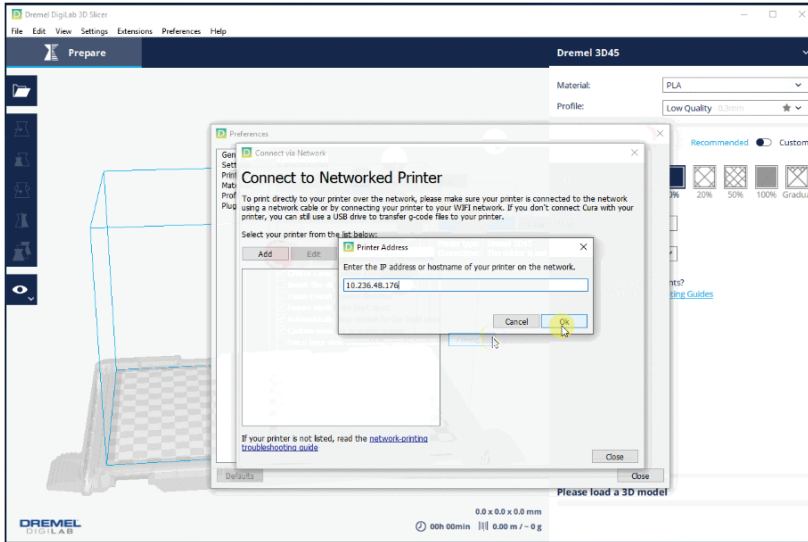 Dremel DigiLab 3D Slicer
File Edit View Settings Extensions Preferences Help
Prepare
Dremel 3D45
Material: PLA
Profile: Low Quality 0.3mm
Recommended Custom
20% 50% 100% Gradua
Preferences
Connect via Network
Connect to Networked Printer
To print directly to your printer over the network, please make sure your printer is connected to the network
using a network cable or by connecting your printer to your WIFI network. If you don't connect Cura with your
printer, you can still use a USB drive to transfer g-code files to your printer.
Select your printer from the list below:
Add Edit
Printer Address
Enter the IP address or hostname of your printer on the network.
10.236.48.176
Cancel Ok
nts?
ting Guides
If your printer is not listed, read the network-printing
troubleshooting guide
Close
Defaults Close
Please load a 3D model
0.0 x 0.0 x 0.0 mm
00h 00min 0.00 m / ~ 0 g
DREMEL
DIGILAB